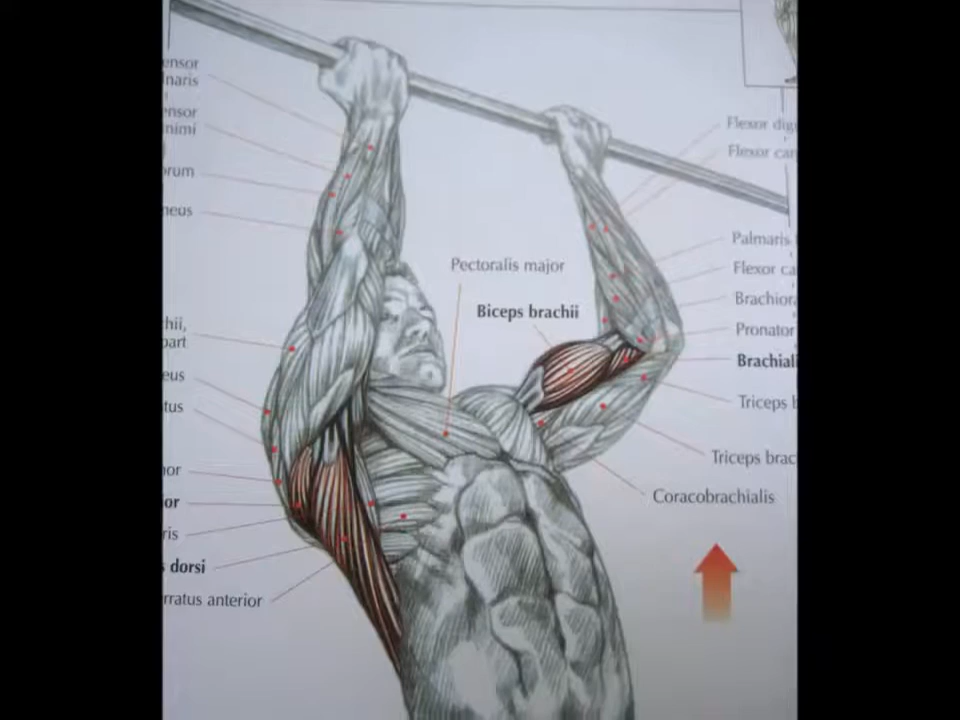 ensor
naris
ensor
nimi
orum
neus
hii,
part
eus
tus
nor
ior
ris
s dorsi
rratus anterior
Pectoralis major
Biceps brachii
Flexor dig
Flexor car
Palmaris
Flexor ca
Brachiora
Pronator
Brachiali
Triceps b
Triceps brac
Coracobrachialis